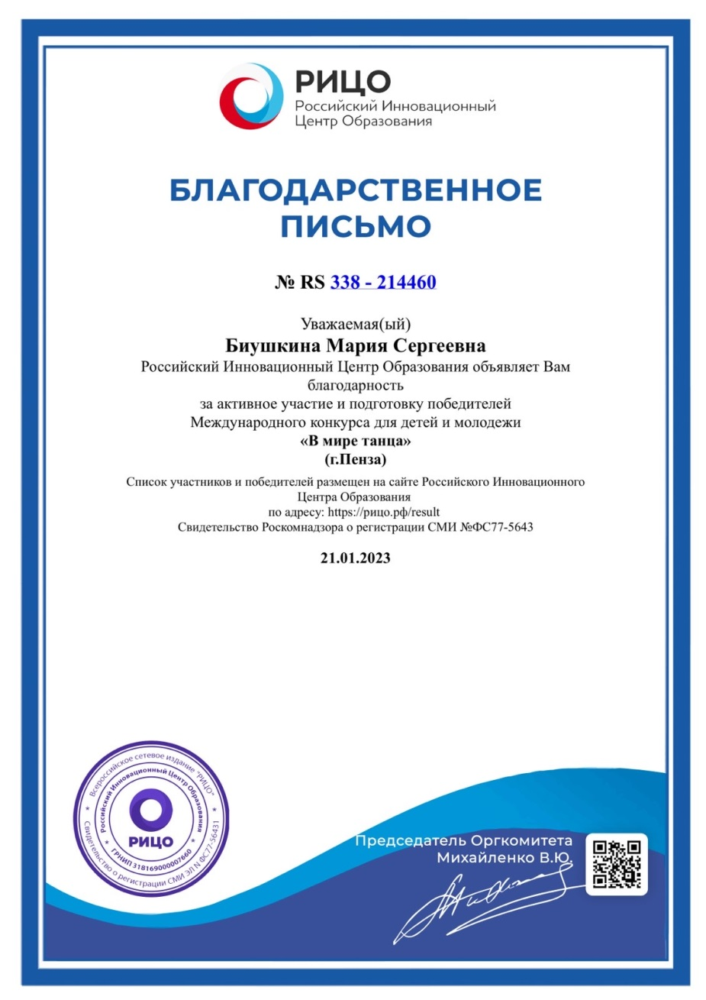 РИЦО
Российский Инновационный
Центр Образования
БЛАГОДАРСТВЕННОЕ
ПИСЬМО
№ RS 338 - 214460
Уважаемая(ый)
Биушкина Мария Сергеевна
Российский Инновационный Центр Образования объявляет Вам
благодарность
за активное участие и подготовку победителей
Международного конкурса для детей и молодежи
«В мире танца»
(г.Пенза)
Список участников и победителей размещен на сайте Российского Инновационного
Центра Образования
по адресу: https://рицо.рф/result
Свидетельство Роскомнадзора о регистрации СМИ №ФС77-5643
21.01.2023
Всероссийское сетевое издание "РИЦО"
Свидетельство о регистрации СМИ ЭЛ N ФС77-56431
Российский Инновационный Центр Образования
ГРНИП 318169000007660
РИЦО
Председатель Оргкомитета
Михайленко В.Ю.